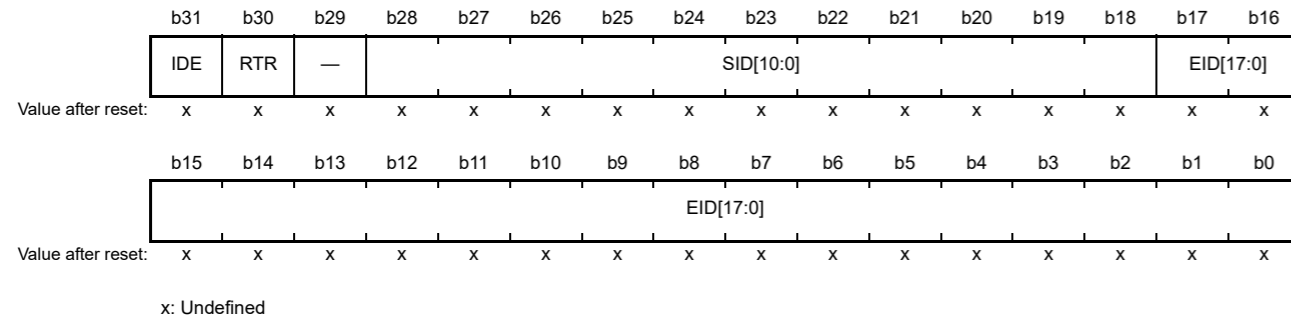 b31 b30 b29 b28 b27 b26 b25 b24 b23 b22 b21 b20 b19 b18 b17 b16
IDE RTR — SID[10:0] EID[17:0]
Value after reset: x x x x x x x x x x x x x x x x
b15 b14 b13 b12 b11 b10 b9 b8 b7 b6 b5 b4 b3 b2 b1 b0
EID[17:0]
Value after reset: x x x x x x x x x x x x x x x x
x: Undefined